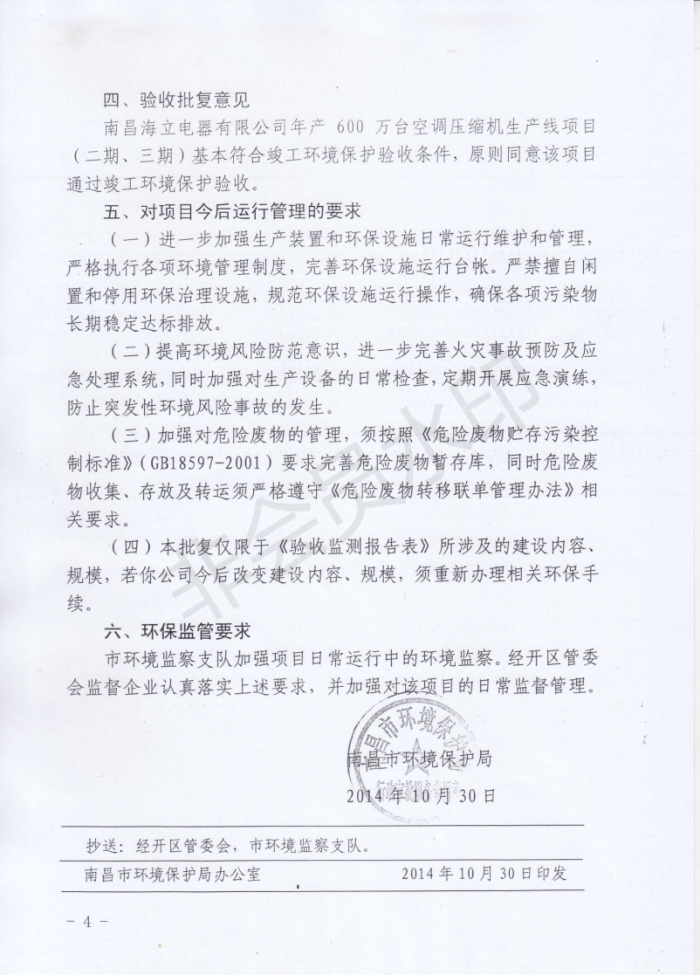 四、验收批复意见
南昌海立电器有限公司年产 600 万台空调压缩机生产线项目
（二期、三期）基本符合竣工环境保护验收条件，原则同意该项目
通过竣工环境保护验收。
五、对项目今后运行管理的要求
（一）进一步加强生产装置和环保设施日常运行维护和管理，
严格执行各项环境管理制度，完善环保设施运行台帐。严禁擅自闲
置和停用环保治理设施，规范环保设施运行操作，确保各项污染物
长期稳定达标排放。
（二）提高环境风险防范意识，进一步完善火灾事故预防及应
急处理系统，同时加强对生产设备的日常检查，定期开展应急演练，
防止突发性环境风险事故的发生。
（三）加强对危险废物的管理，须按照《危险废物贮存污染控
制标准》（GB18597-2001）要求完善危险废物暂存库，同时危险废
物收集、存放及转运须严格遵守《危险废物转移联单管理办法》相
关要求。
（四）本批复仅限于《验收监测报告表》所涉及的建设内容、
规模，若你公司今后改变建设内容、规模，须重新办理相关环保手
续。
六、环保监管要求
市环境监察支队加强项目日常运行中的环境监察。经开区管委
会监督企业认真落实上述要求，并加强对该项目的日常监督管理。
南昌市环境保护局
南昌市环境保护局
2014年10月30日
抄送：经开区管委会，市环境监察支队。
南昌市环境保护局办公室 2014年10月30日印发
- 4 -
非会员水印